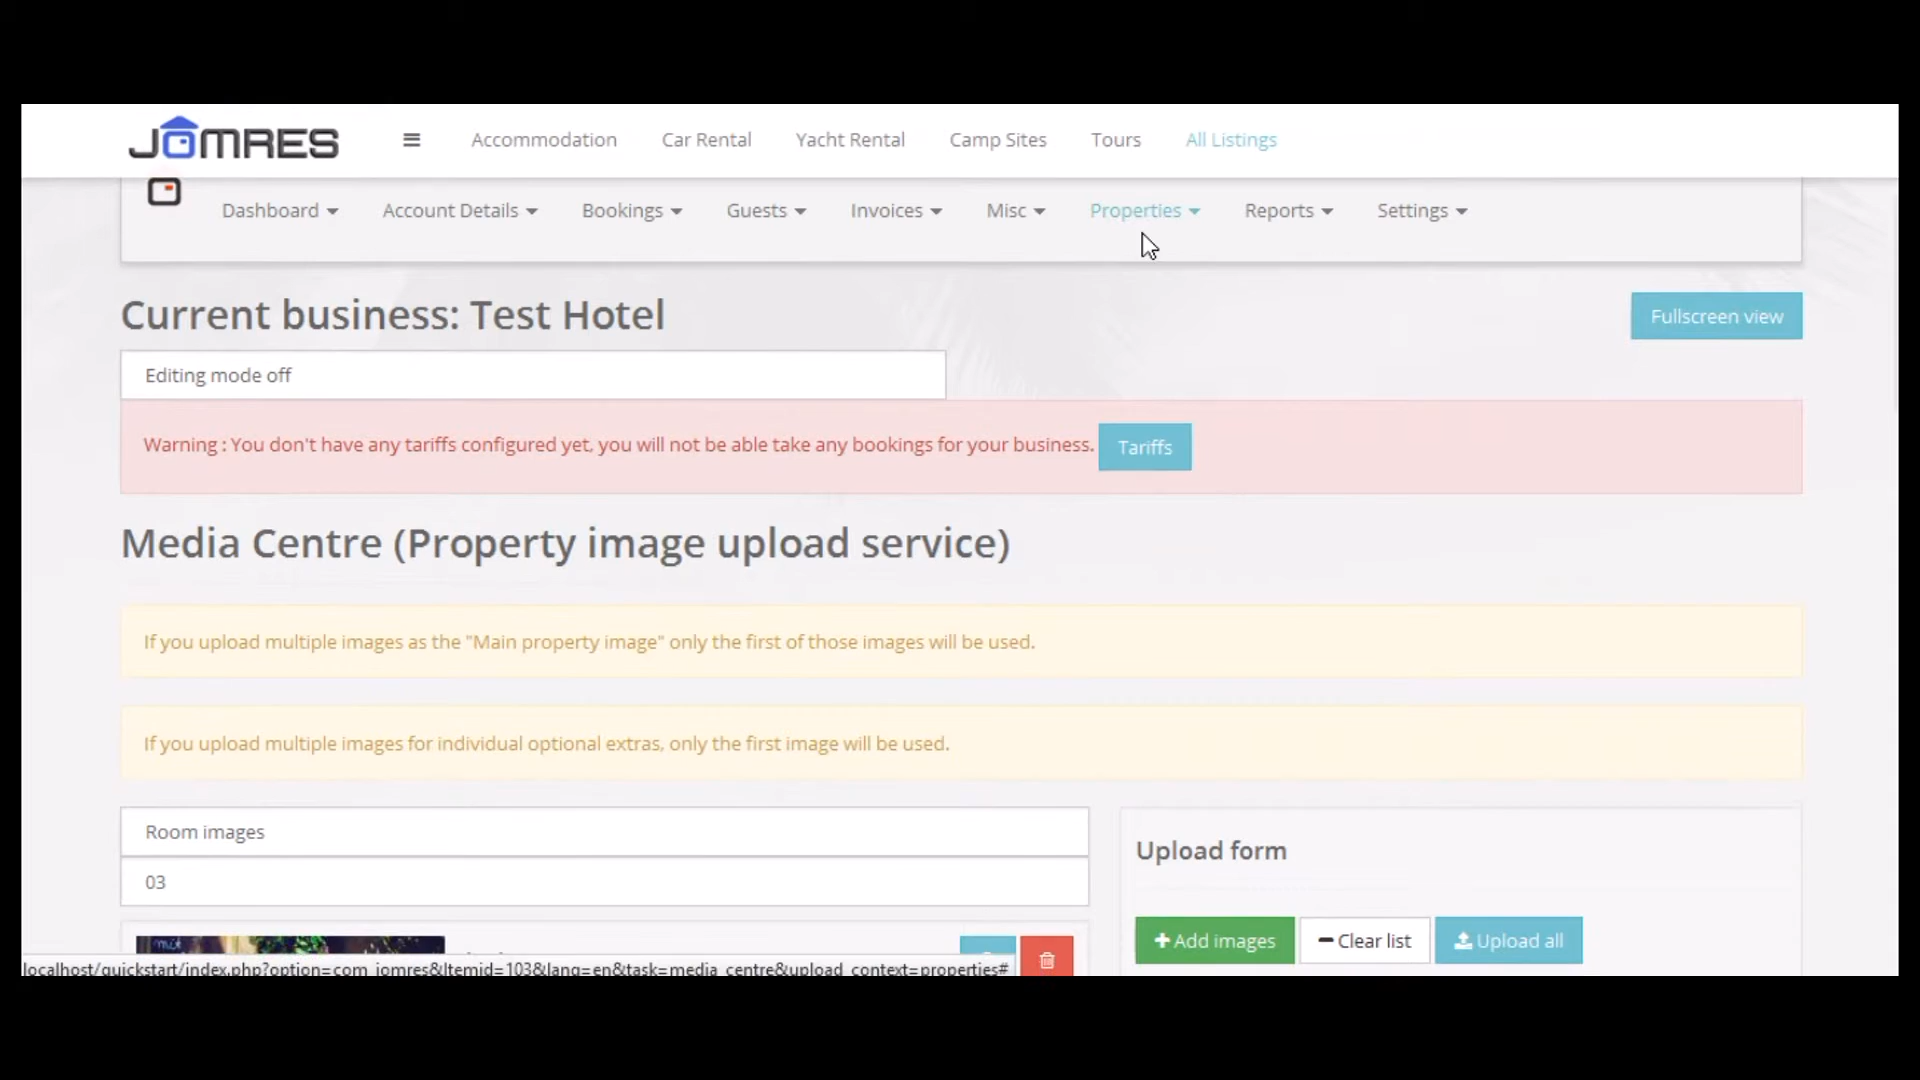 JOMRES
Accommodation Car Rental Yacht Rental Camp Sites Tours All Listings
Dashboard Account Details Bookings Guests Invoices Misc Properties Reports Settings
Current business: Test Hotel
Fullscreen view
Editing mode off
Warning : You don't have any tariffs configured yet, you will not be able take any bookings for your business. Tariffs
Media Centre (Property image upload service)
If you upload multiple images as the "Main property image" only the first of those images will be used.
If you upload multiple images for individual optional extras, only the first image will be used.
Room images
03
Upload form
Add images Clear list Upload all
localhost/quickstart/index.php?option=com_jomres&Itemid=103&lang=en&task=media_centre&upload_context=properties#